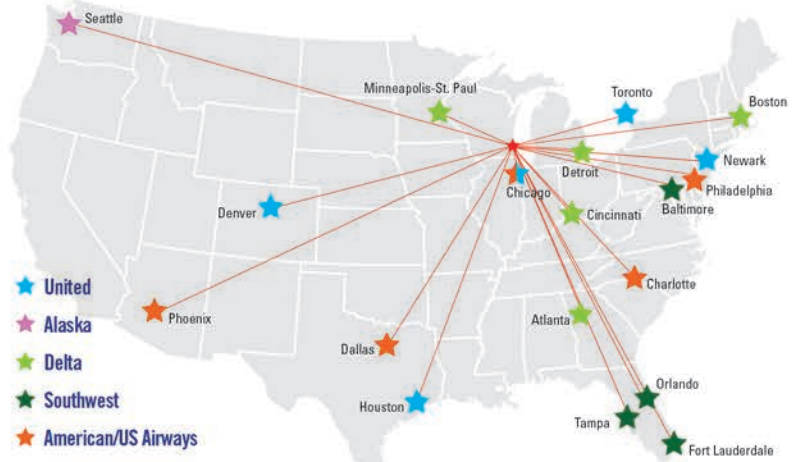 Seattle
Minneapolis-St. Paul
Toronto
Boston
Detroit
Newark
Chicago
Philadelphia
Baltimore
Denver
Cincinnati
Charlotte
United
Phoenix
Alaska
Atlanta
Dallas
Delta
Orlando
Southwest
Houston
Tampa
American/US Airways
Fort Lauderdale